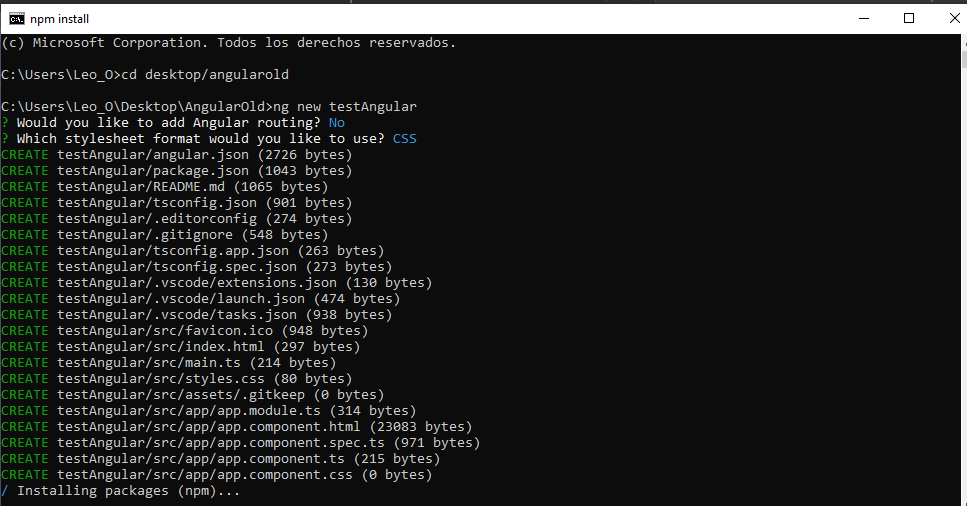 npm install
(c) Microsoft Corporation. Todos los derechos reservados.
C:\Users\Leo_O>cd desktop/angularold
C:\Users\Leo_O\Desktop\AngularOld>ng new testAngular
? Would you like to add Angular routing? No
? Which stylesheet format would you like to use? CSS
CREATE testAngular/angular.json (2726 bytes)
CREATE testAngular/package.json (1043 bytes)
CREATE testAngular/README.md (1065 bytes)
CREATE testAngular/tsconfig.json (901 bytes)
CREATE testAngular/.editorconfig (274 bytes)
CREATE testAngular/.gitignore (548 bytes)
CREATE testAngular/tsconfig.app.json (263 bytes)
CREATE testAngular/tsconfig.spec.json (273 bytes)
CREATE testAngular/.vscode/extensions.json (130 bytes)
CREATE testAngular/.vscode/launch.json (474 bytes)
CREATE testAngular/.vscode/tasks.json (938 bytes)
CREATE testAngular/src/favicon.ico (948 bytes)
CREATE testAngular/src/index.html (297 bytes)
CREATE testAngular/src/main.ts (214 bytes)
CREATE testAngular/src/styles.css (80 bytes)
CREATE testAngular/src/assets/.gitkeep (0 bytes)
CREATE testAngular/src/app/app.module.ts (314 bytes)
CREATE testAngular/src/app/app.component.html (23083 bytes)
CREATE testAngular/src/app/app.component.spec.ts (971 bytes)
CREATE testAngular/src/app/app.component.ts (215 bytes)
CREATE testAngular/src/app/app.component.css (0 bytes)
/ Installing packages (npm)...